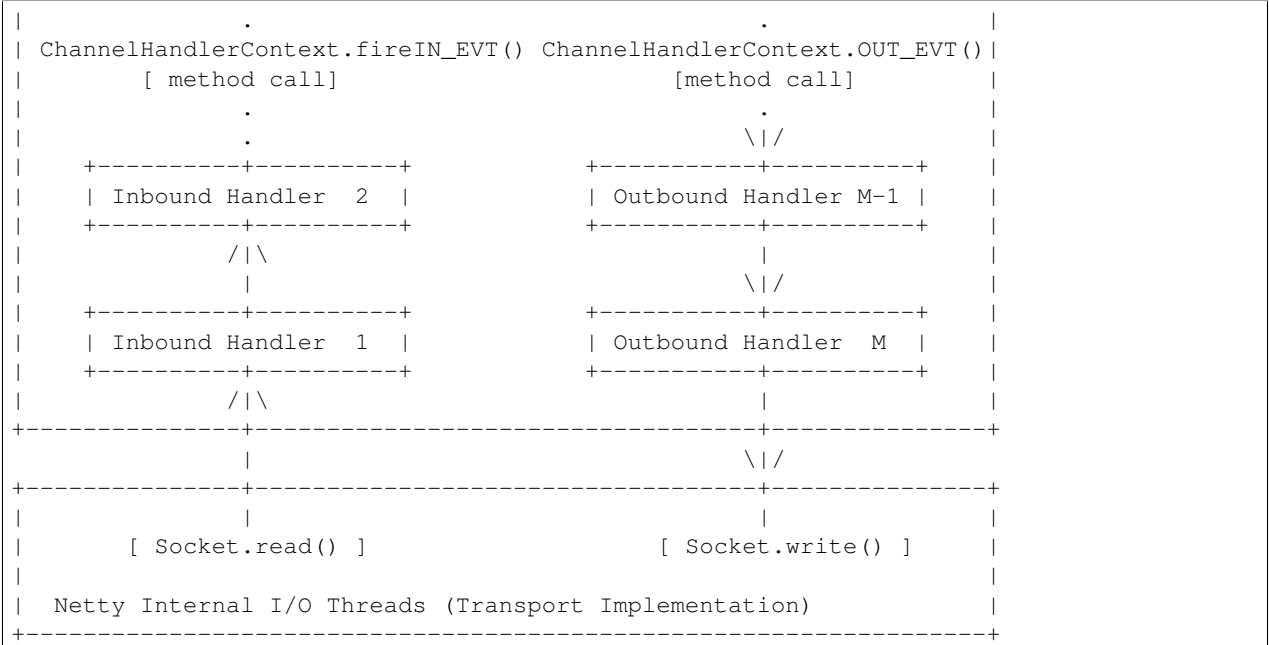 |               .                                   .               |
| ChannelHandlerContext.fireIN_EVT() ChannelHandlerContext.OUT_EVT()|
|        [ method call]                       [method call]         |
|               .                                   .               |
|               .                                  \|/              |
|    +----------+----------+            +-----------+----------+    |
|    | Inbound Handler  2  |            | Outbound Handler M-1 |    |
|    +----------+----------+            +-----------+----------+    |
|              /|\                                  |               |
|               |                                  \|/              |
|    +----------+----------+            +-----------+----------+    |
|    | Inbound Handler  1  |            | Outbound Handler  M  |    |
|    +----------+----------+            +-----------+----------+    |
|              /|\                                  |               |
+---------------+-----------------------------------+---------------+
                |                                  \|/
+---------------+-----------------------------------+---------------+
|               |                                   |               |
|       [ Socket.read() ]                    [ Socket.write() ]     |
|                                                                   |
|  Netty Internal I/O Threads (Transport Implementation)            |
+-------------------------------------------------------------------+